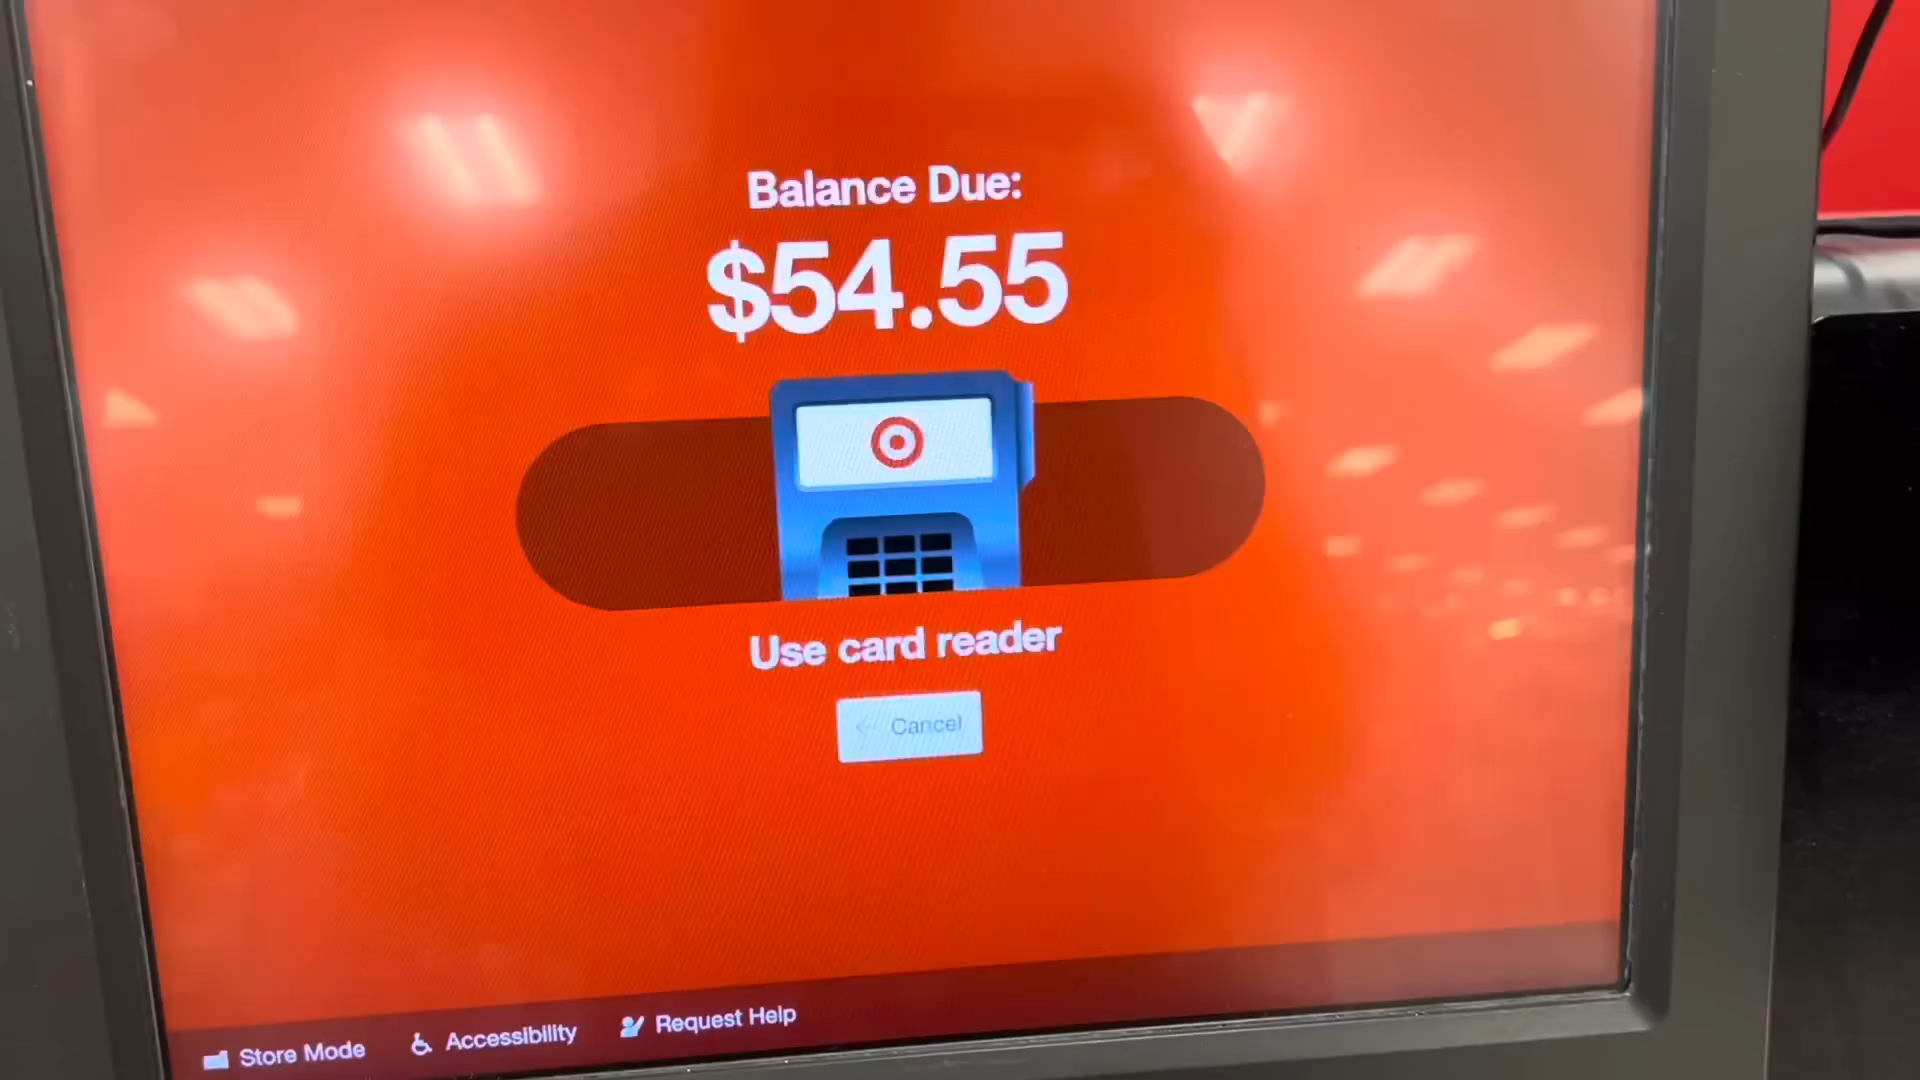 Balance Due:
$54.55
Use card reader
Cancel
Store Mode
Accessibility
Request Help